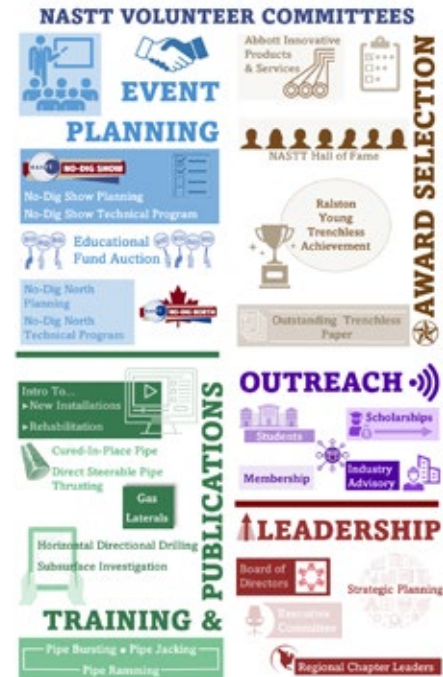 NASTT VOLUNTEER COMMITTEES
EVENT
PLANNING
NO-DIG SHOW
No-Dig Show Planning
No-Dig Show Technical Program
Educational
Fund Auction
No-Dig North
Planning
No-Dig North
Technical Program
NO-DIG NORTH
Abbott Innovative
Products
& Services
NASTT Hall of Fame
Ralston
Young
Trenchless
Achievement
Outstanding Trenchless
Paper
AWARD SELECTION
Intro To...
▸New Installations
▸Rehabilitation
Cured-In-Place Pipe
Direct Steerable Pipe
Thrusting
Gas
Laterals
Horizontal Directional Drilling
Subsurface Investigation
TRAINING &
PUBLICATIONS
Pipe Bursting • Pipe Jacking
Pipe Ramming
OUTREACH
Students
Scholarships
Membership
Industry
Advisory
LEADERSHIP
Board of
Directors
Strategic Planning
Executive
Committee
Regional Chapter Leaders